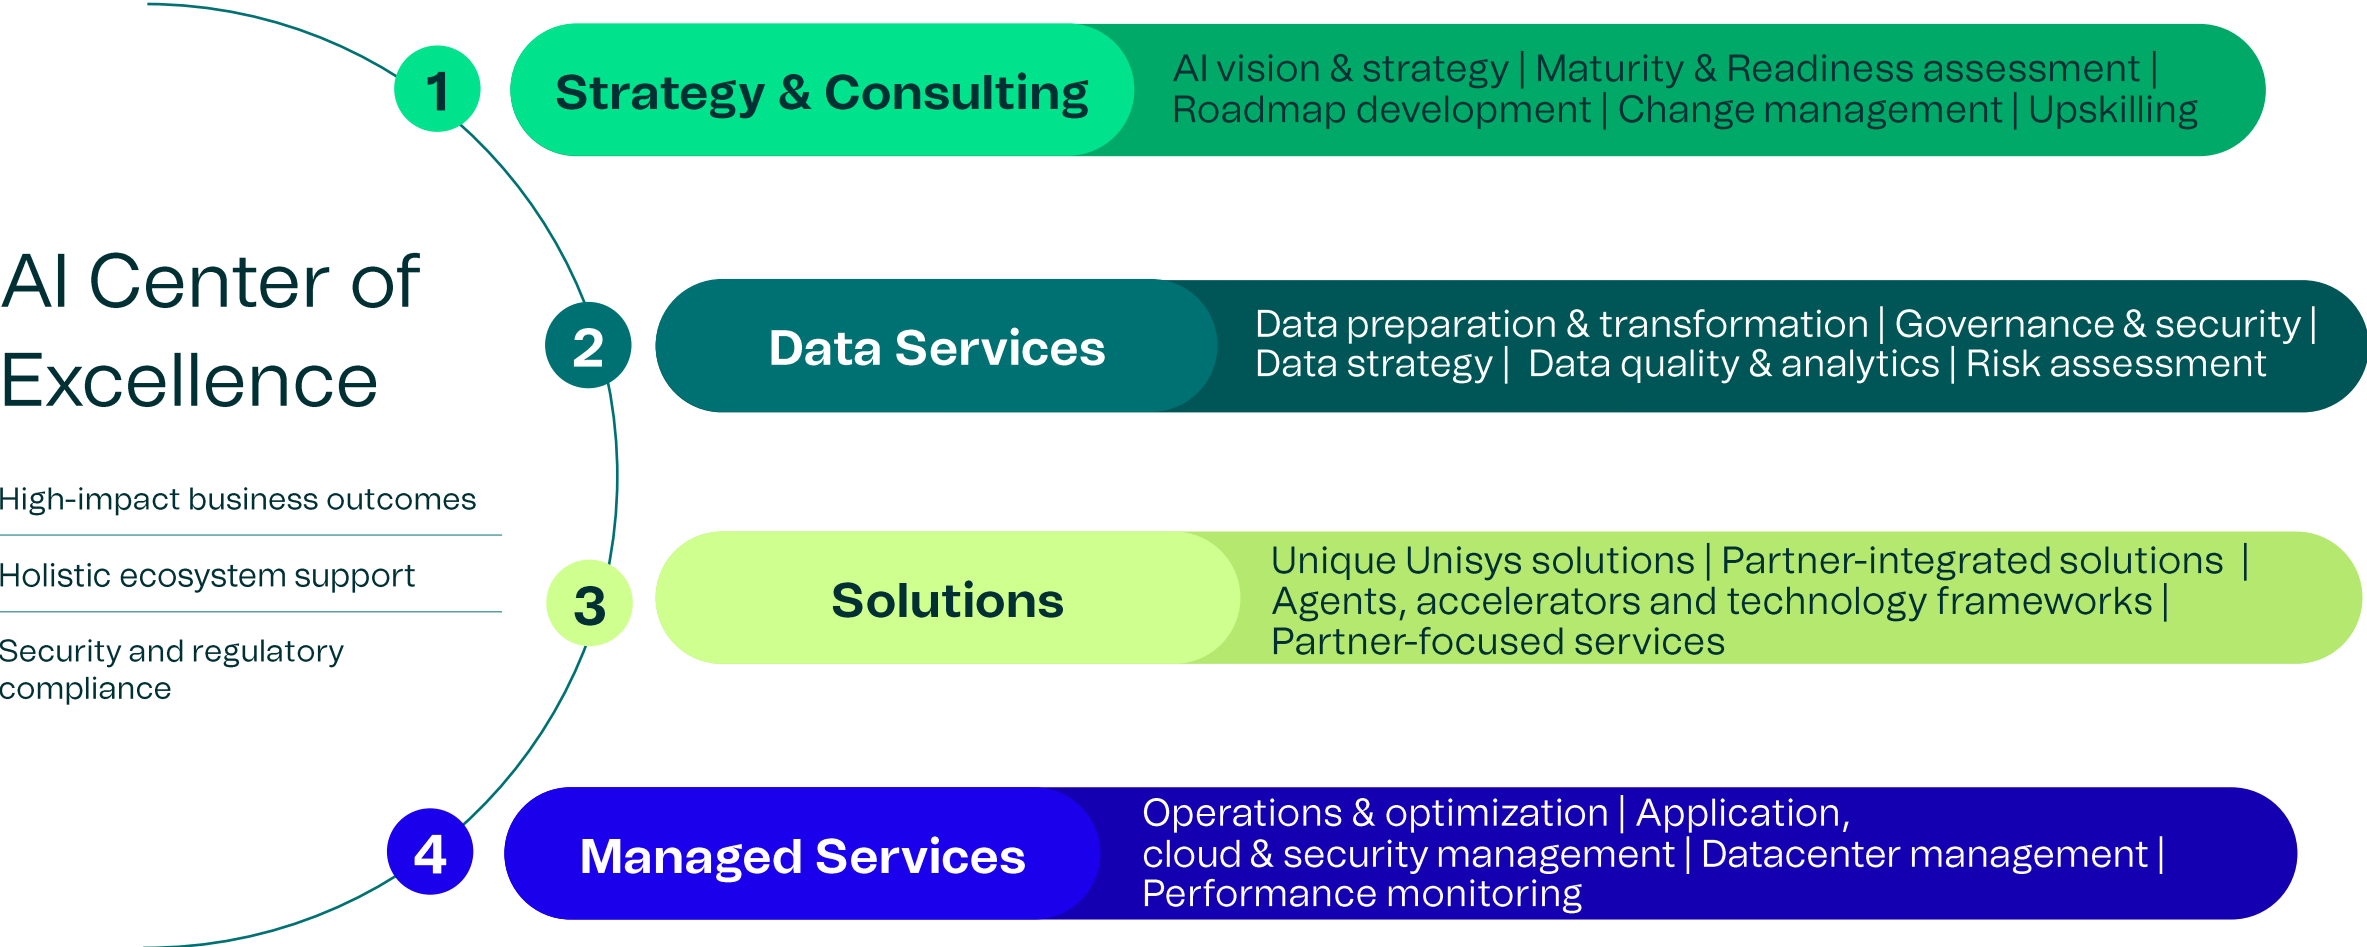 AI Center of
Excellence
High-impact business outcomes
Holistic ecosystem support
Security and regulatory
compliance
1
Strategy & Consulting
AI vision & strategy | Maturity & Readiness assessment |
Roadmap development | Change management | Upskilling
2
Data Services
Data preparation & transformation | Governance & security |
Data strategy | Data quality & analytics | Risk assessment
3
Solutions
Unique Unisys solutions | Partner-integrated solutions |
Agents, accelerators and technology frameworks |
Partner-focused services
4
Managed Services
Operations & optimization | Application,
cloud & security management | Datacenter management |
Performance monitoring